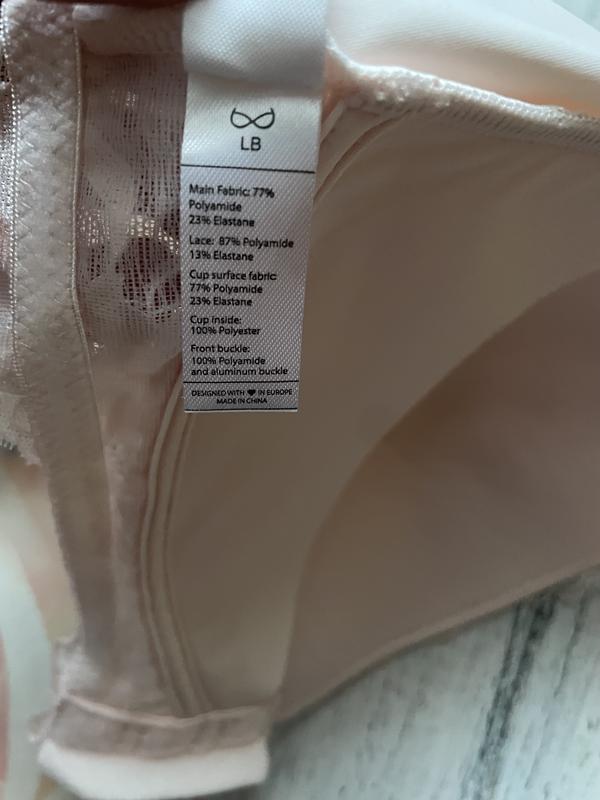 LB
Main Fabric: 77%
Polyamide
23% Elastane
Lace: 87% Polyamide
13% Elastane
Cup surface fabric:
77% Polyamide
23% Elastane
Cup inside:
100% Polyester
Front buckle:
100% Polyamide
and aluminum buckle
DESIGNED WITH ❤ IN EUROPE
MADE IN CHINA